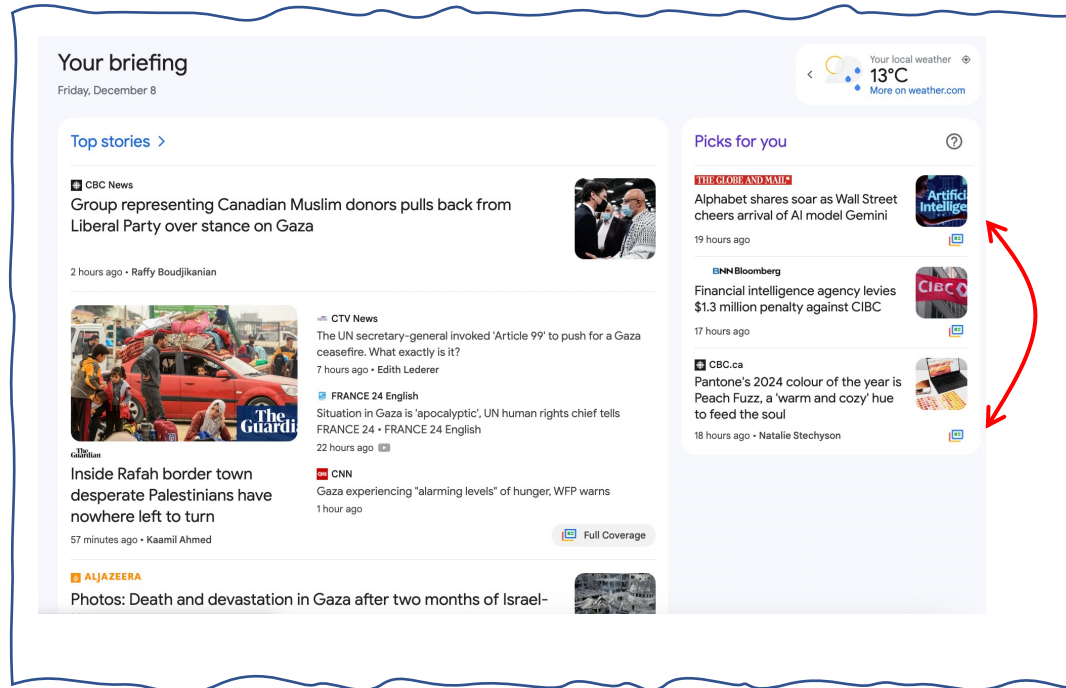 Your briefing
Friday, December 8
Your local weather
13°C
More on weather.com
Top stories
CBC News
Group representing Canadian Muslim donors pulls back from
Liberal Party over stance on Gaza
2 hours ago • Raffy Boudjikanian
The
Guardi
The
Guardian
Inside Rafah border town
desperate Palestinians have
nowhere left to turn
57 minutes ago • Kaamil Ahmed
CTV News
The UN secretary-general invoked 'Article 99' to push for a Gaza
ceasefire. What exactly is it?
7 hours ago • Edith Lederer
FRANCE 24 English
Situation in Gaza is 'apocalyptic', UN human rights chief tells
FRANCE 24 • FRANCE 24 English
22 hours ago
CNN
CNN
Gaza experiencing "alarming levels" of hunger, WFP warns
1 hour ago
Full Coverage
ALJAZEERA
Photos: Death and devastation in Gaza after two months of Israel-
Picks for you
THE GLOBE AND MAIL*
Alphabet shares soar as Wall Street
cheers arrival of AI model Gemini
19 hours ago
Artifici
Intellige
BNN Bloomberg
Financial intelligence agency levies
$1.3 million penalty against CIBC
17 hours ago
CIBC
CBC.ca
Pantone's 2024 colour of the year is
Peach Fuzz, a 'warm and cozy' hue
to feed the soul
18 hours ago • Natalie Stechyson